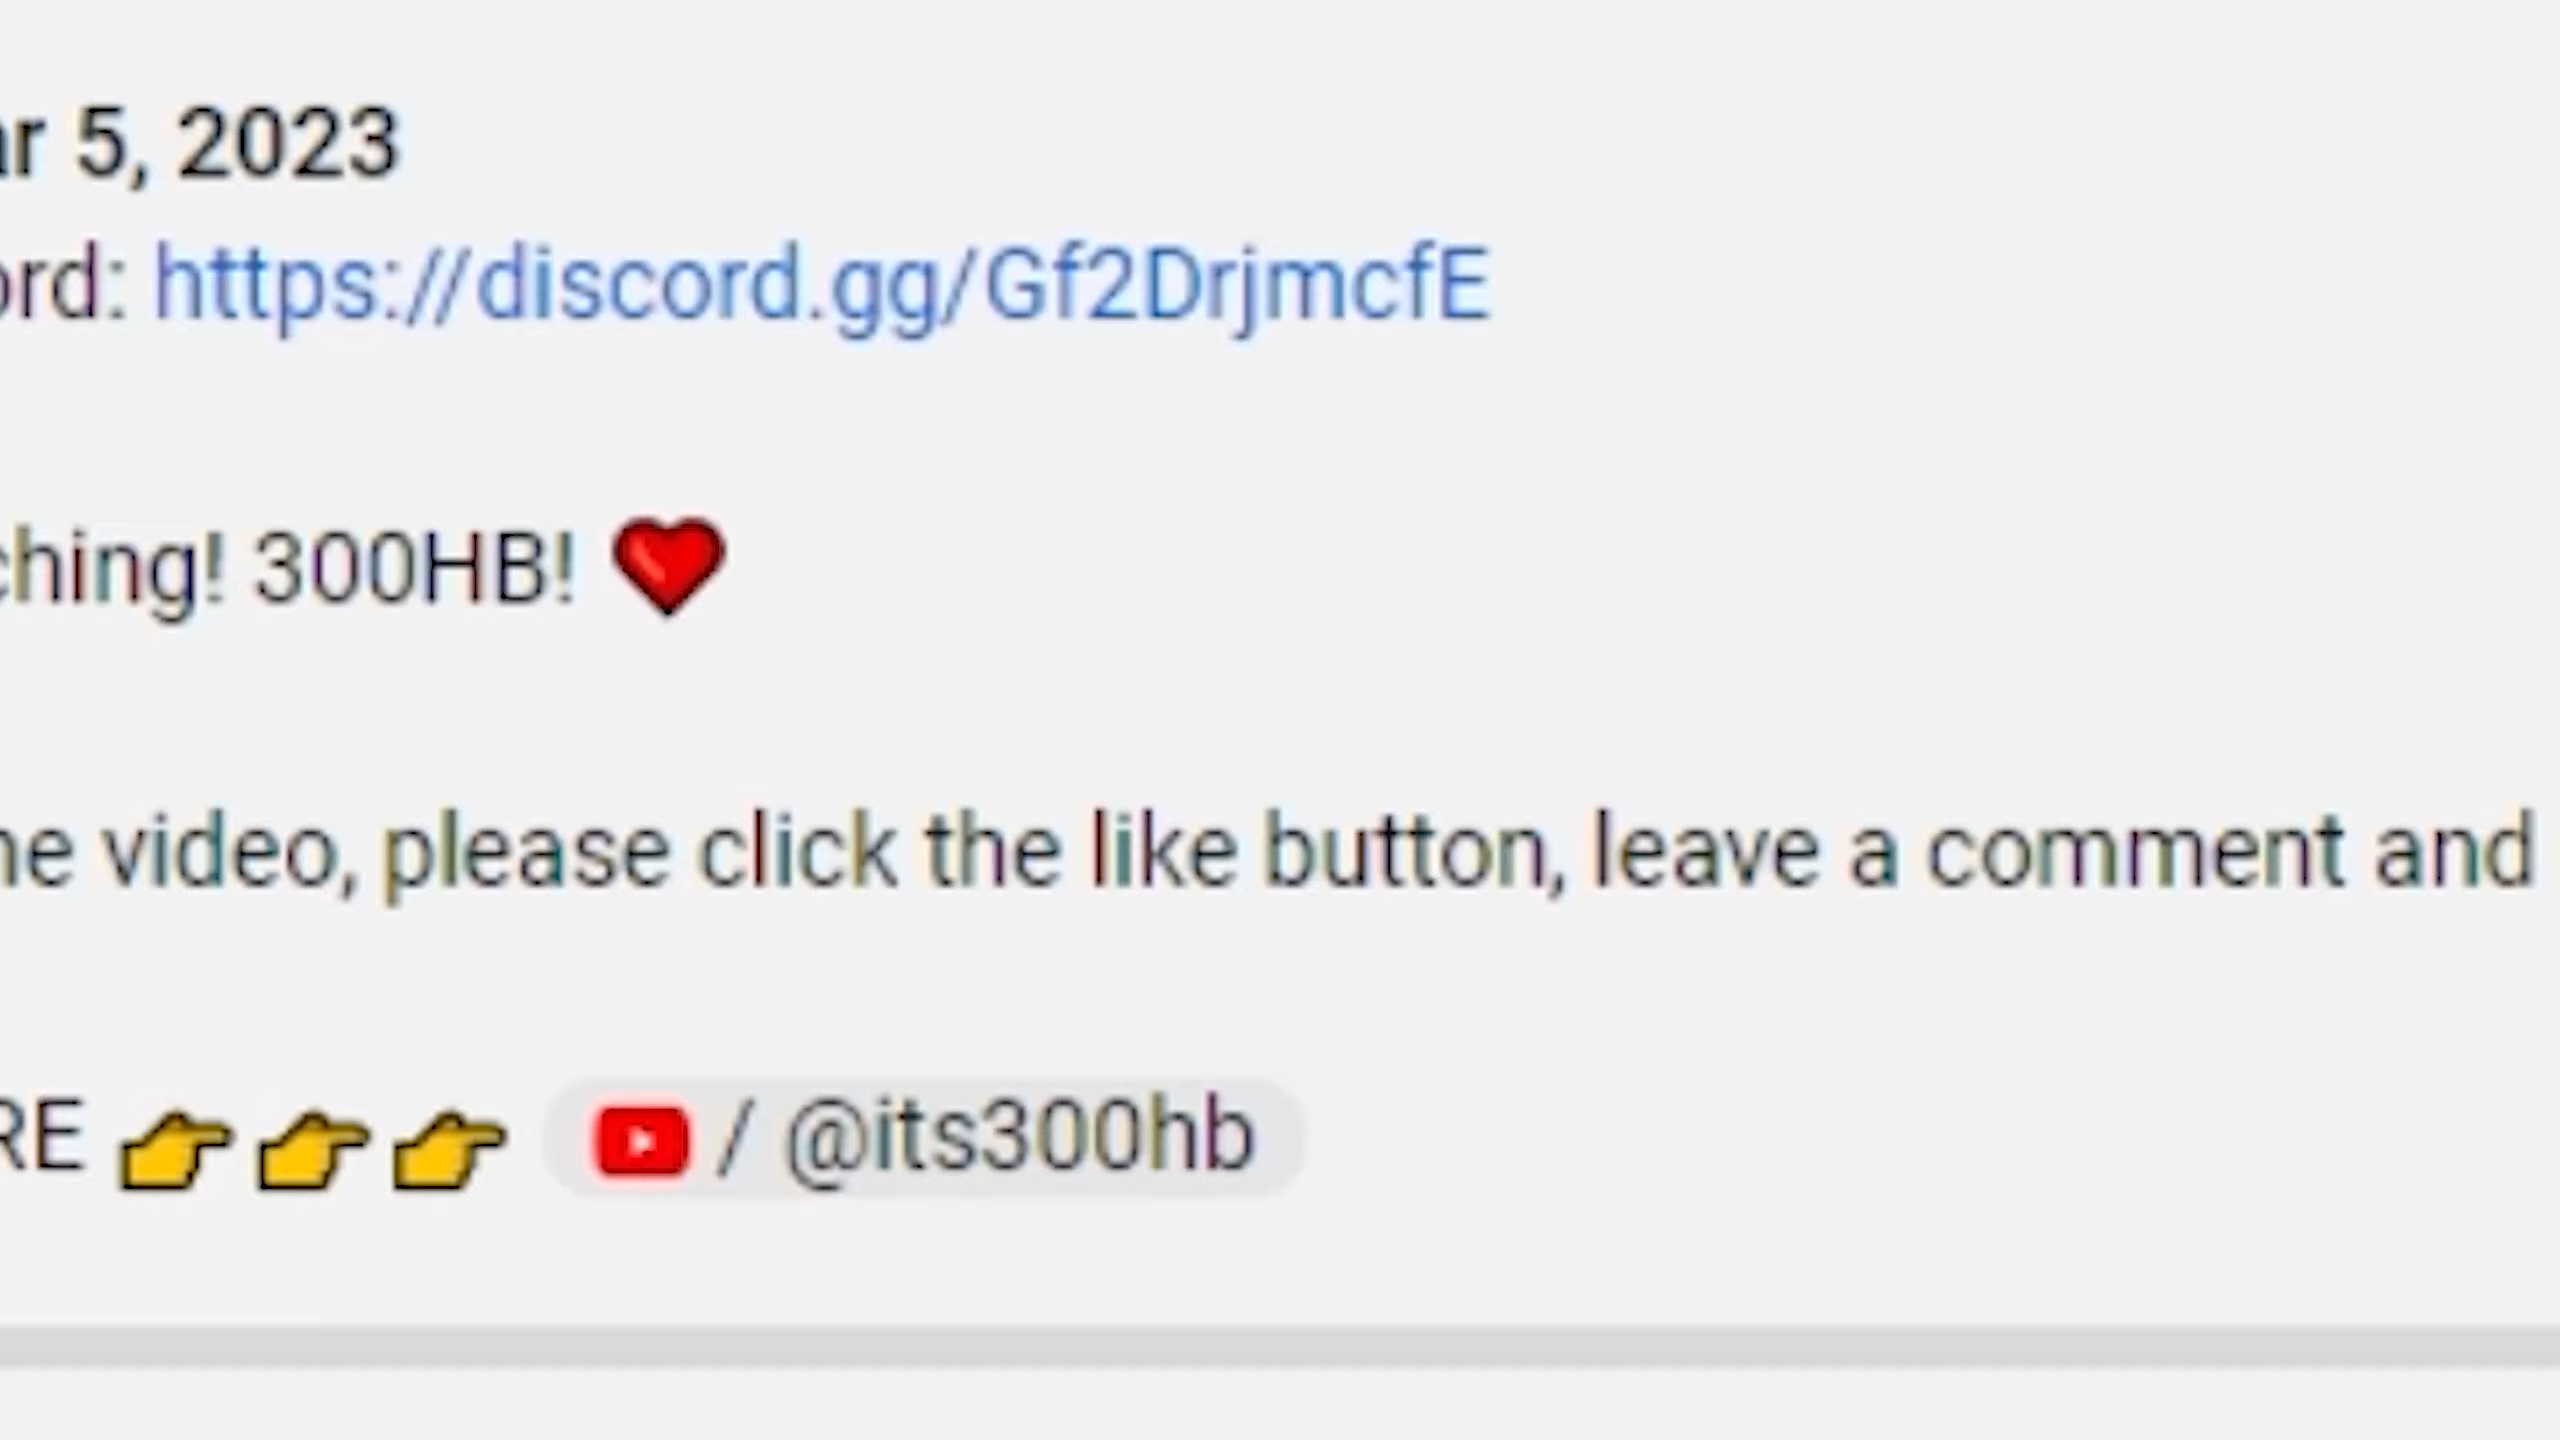 ar 5, 2023
ord: https://discord.gg/Gf2DrjmcfE
ching! 300HB! ❤️
he video, please click the like button, leave a comment and
RE 👉👉👉 / @its300hb